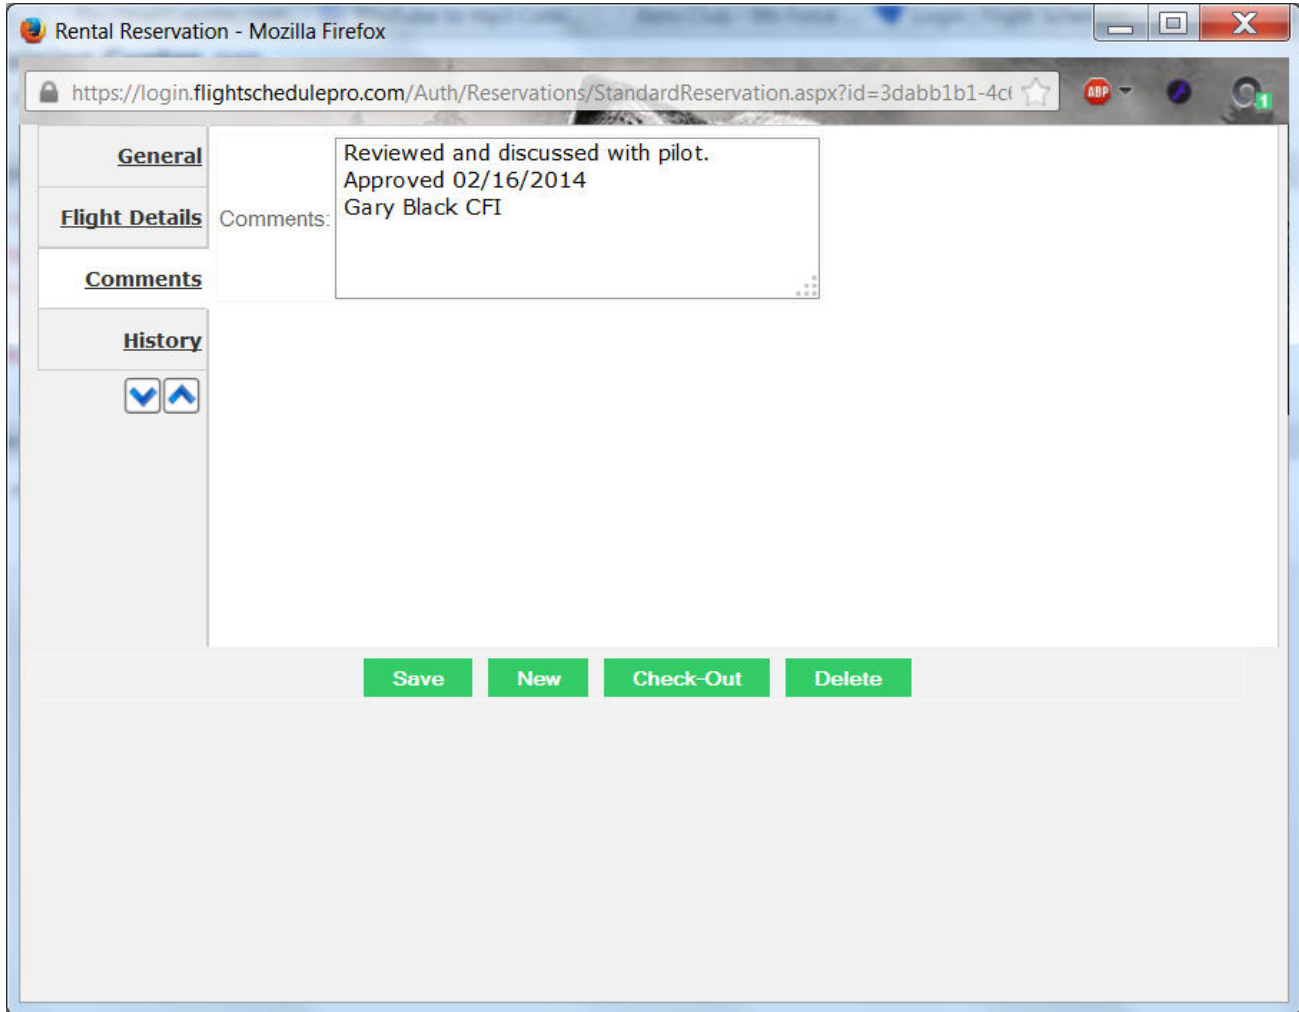 Rental Reservation - Mozilla Firefox
https://login.flightschedulepro.com/Auth/Reservations/StandardReservation.aspx?id=3dabb1b1-4c
ABP
1
General
Flight Details
Comments
History
Comments:
Reviewed and discussed with pilot.
Approved 02/16/2014
Gary Black CFI
Save New Check-Out Delete